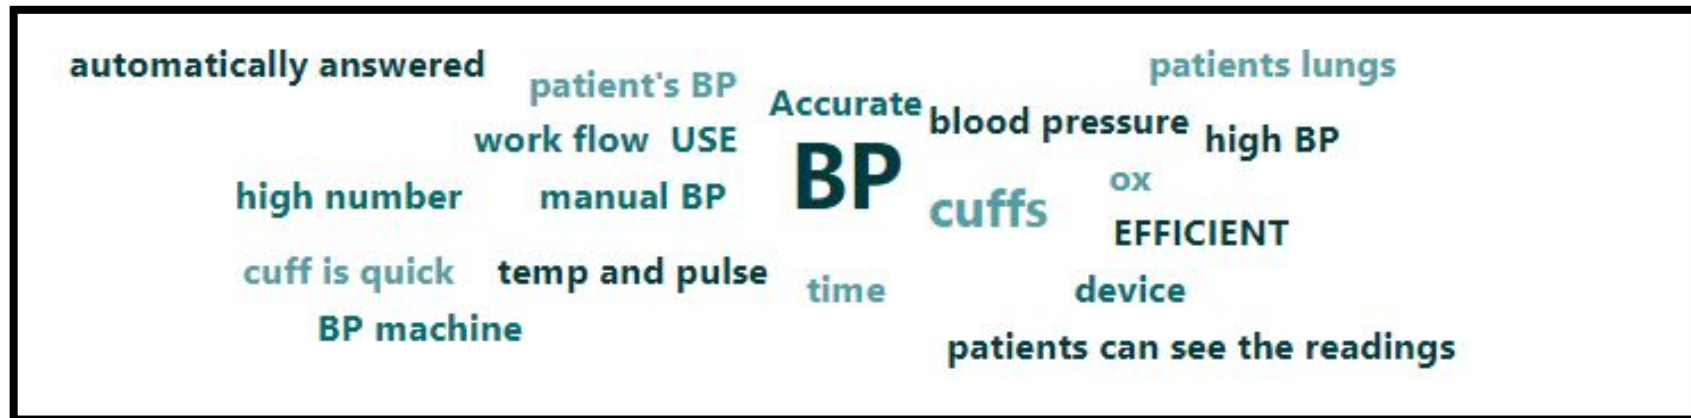 automatically answered
patient's BP
Accurate
patients lungs
blood pressure
work flow
USE
high BP
BP
high number
manual BP
cuffs
ox
EFFICIENT
cuff is quick
temp and pulse
time
device
BP machine
patients can see the readings